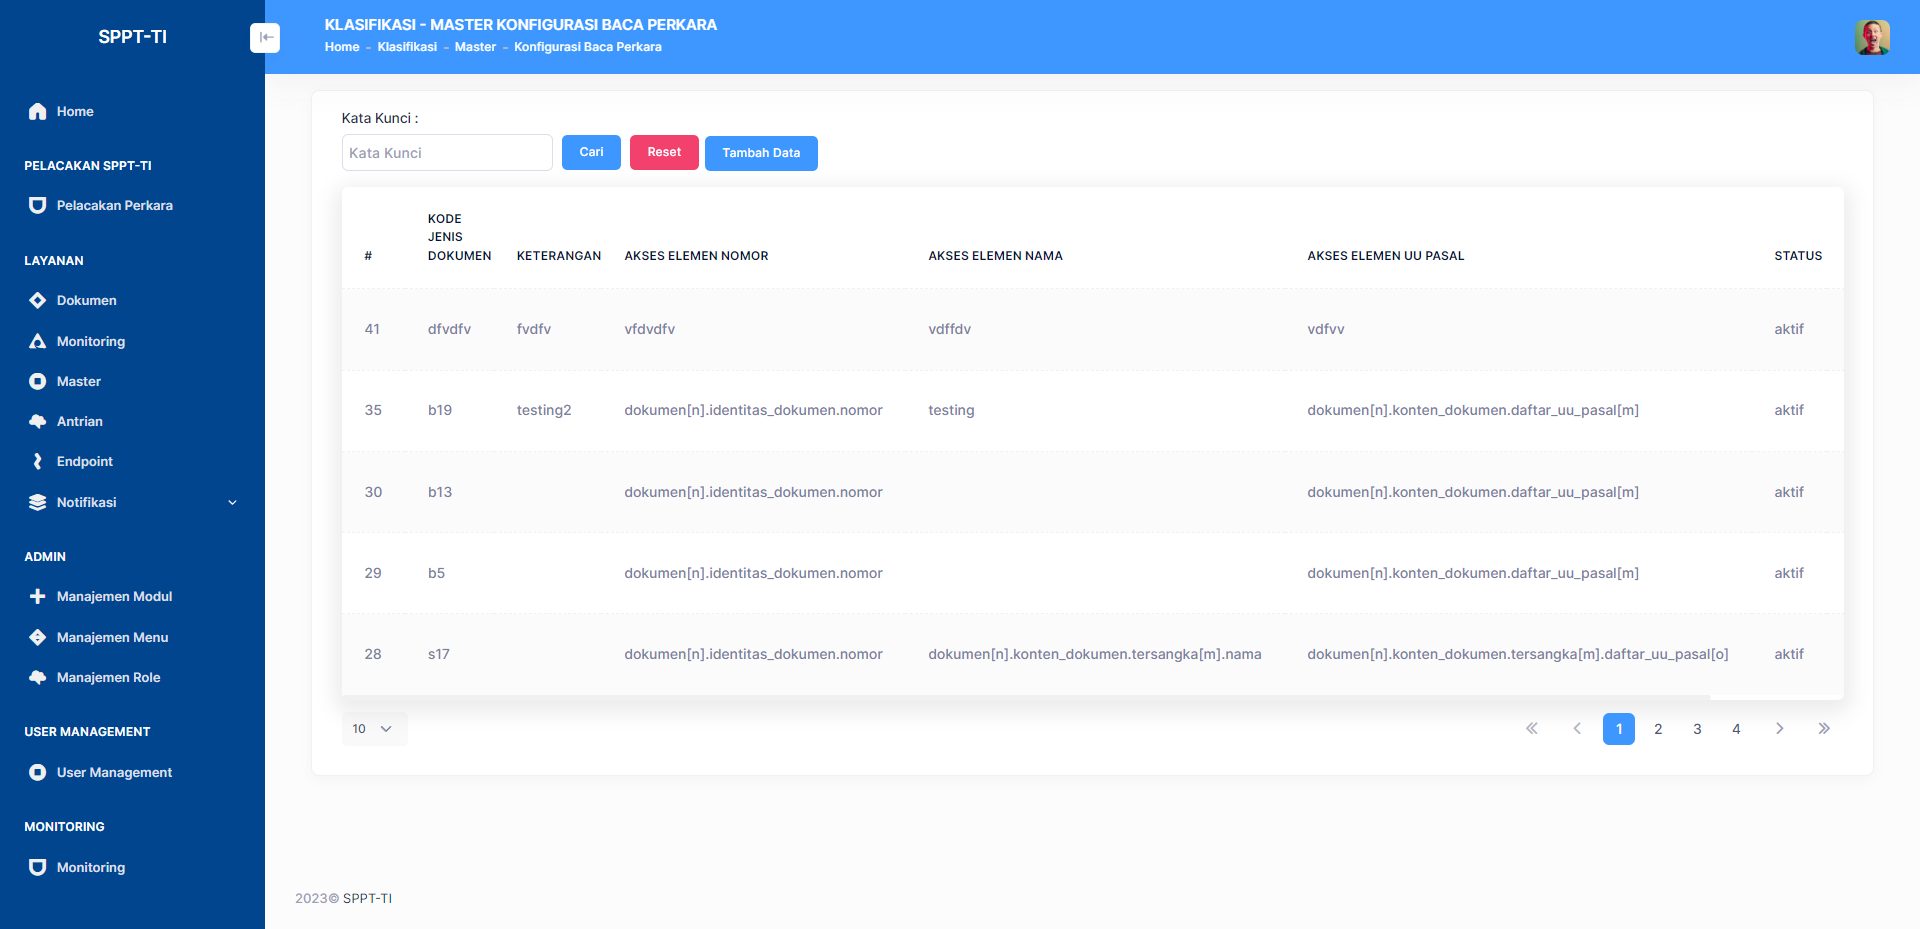 SPPT-TI
Home
PELACAKAN SPPT-TI
Pelacakan Perkara
LAYANAN
Dokumen
Monitoring
Master
Antrian
Endpoint
Notifikasi
ADMIN
Manajemen Modul
Manajemen Menu
Manajemen Role
USER MANAGEMENT
User Management
MONITORING
Monitoring
KLASIFIKASI - MASTER KONFIGURASI BACA PERKARA
Home - Klasifikasi - Master - Konfigurasi Baca Perkara
Kata Kunci :
Kata Kunci Cari Reset Tambah Data
# KODE JENIS DOKUMEN KETERANGAN AKSES ELEMEN NOMOR AKSES ELEMEN NAMA AKSES ELEMEN UU PASAL STATUS
41 dfvdfv fvdfv vfdvdfv vdffdv vdfvv aktif
35 b19 testing2 dokumen[n].identitas_dokumen.nomor testing dokumen[n].konten_dokumen.daftar_uu_pasal[m] aktif
30 b13 dokumen[n].identitas_dokumen.nomor dokumen[n].konten_dokumen.daftar_uu_pasal[m] aktif
29 b5 dokumen[n].identitas_dokumen.nomor dokumen[n].konten_dokumen.daftar_uu_pasal[m] aktif
28 s17 dokumen[n].identitas_dokumen.nomor dokumen[n].konten_dokumen.tersangka[m].nama dokumen[n].konten_dokumen.tersangka[m].daftar_uu_pasal[o] aktif
10 1 2 3 4
2023© SPPT-TI